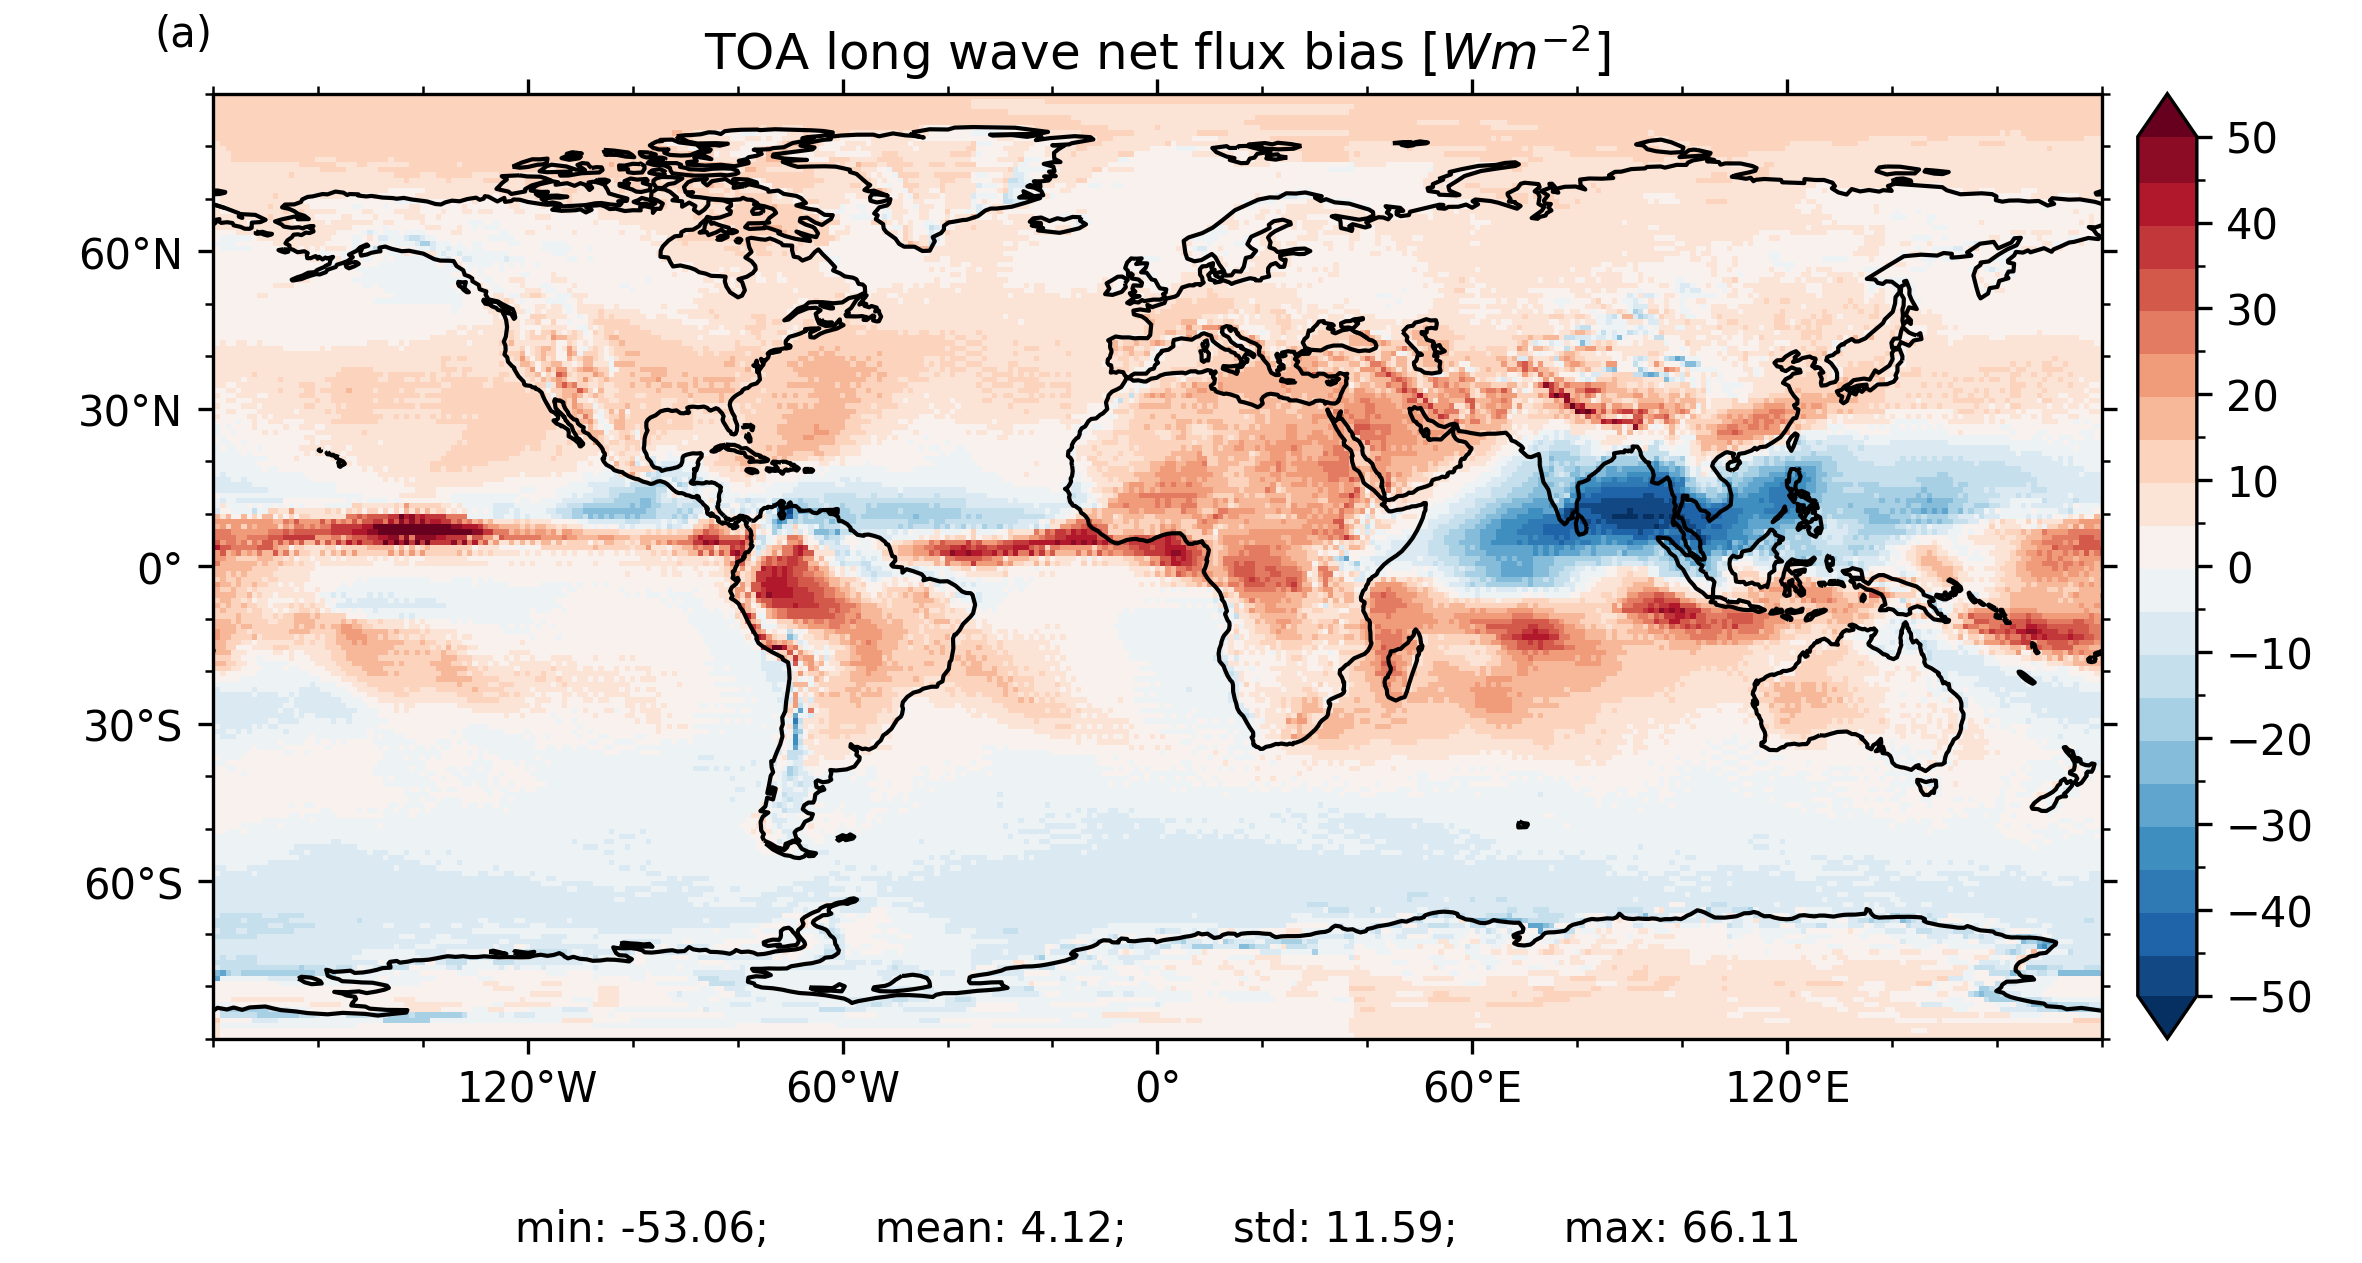 (a)
TOA long wave net flux bias [Wm⁻²]
60°N
30°N
0°
30°S
60°S
120°W 60°W 0° 60°E 120°E
50
40
30
20
10
0
−10
−20
−30
−40
−50
min: -53.06; mean: 4.12; std: 11.59; max: 66.11